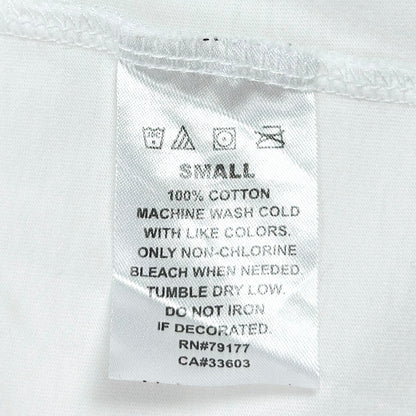 SMALL
100% COTTON
MACHINE WASH COLD
WITH LIKE COLORS.
ONLY NON-CHLORINE
BLEACH WHEN NEEDED.
TUMBLE DRY LOW.
DO NOT IRON
IF DECORATED.
RN#79177
CA#33603